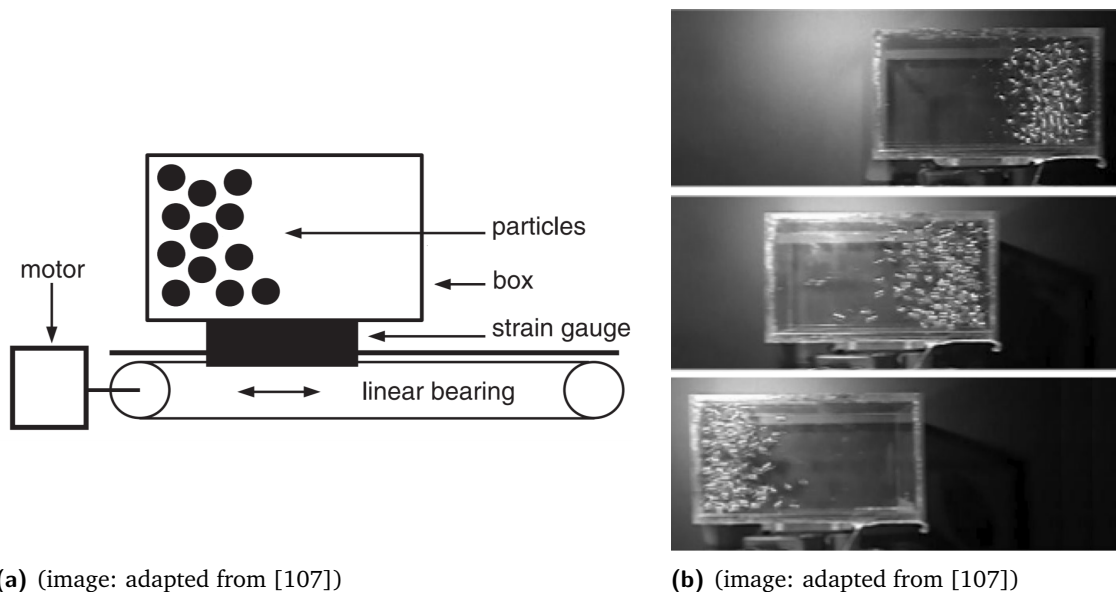 particles
box
motor
strain gauge
linear bearing
(a) (image: adapted from [107])
(b) (image: adapted from [107])